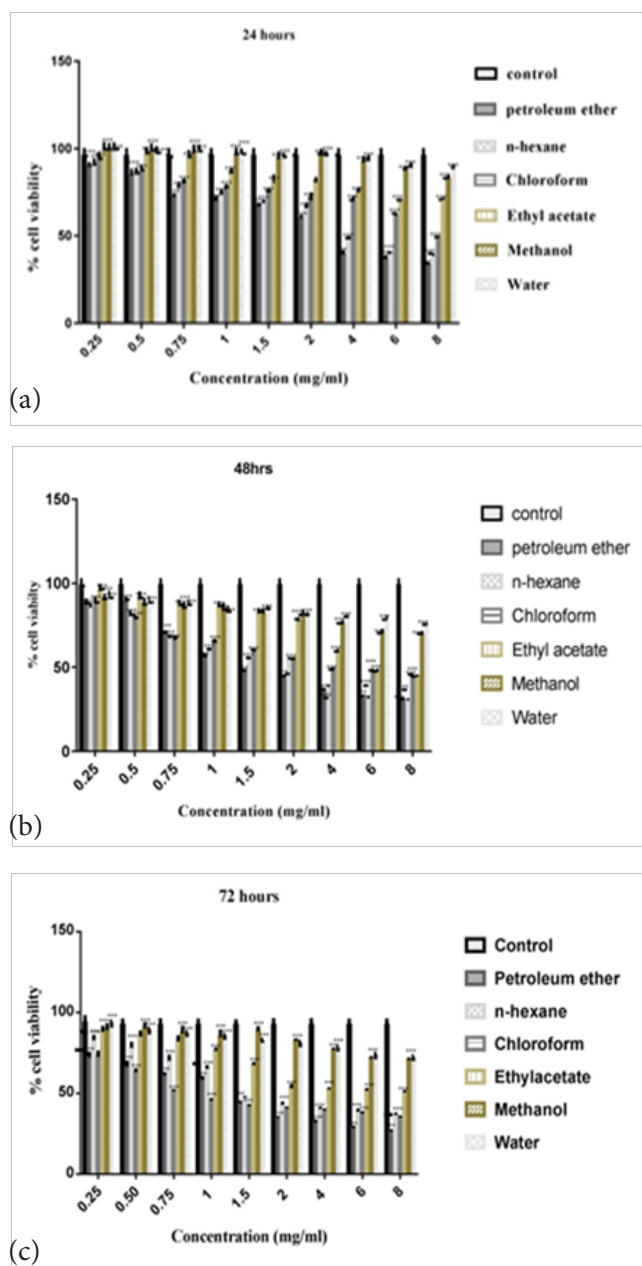 24 hours
150
100
50
0
% cell viability
0.25
0.5
0.75
1
1.5
2
4
6
8
Concentration (mg/ml)
control
petroleum ether
n-hexane
Chloroform
Ethyl acetate
Methanol
Water
(a)
48hrs
150
100
50
0
% cell viability
0.25
0.5
0.75
1
1.5
2
4
6
8
Concentration (mg/ml)
control
petroleum ether
n-hexane
Chloroform
Ethyl acetate
Methanol
Water
(b)
72 hours
150
100
50
0
% cell viability
0.25
0.50
0.75
1
1.5
2
4
6
8
Concentration (mg/ml)
Control
Petroleum ether
n-hexane
Chloroform
Ethylacetate
Methanol
Water
(c)